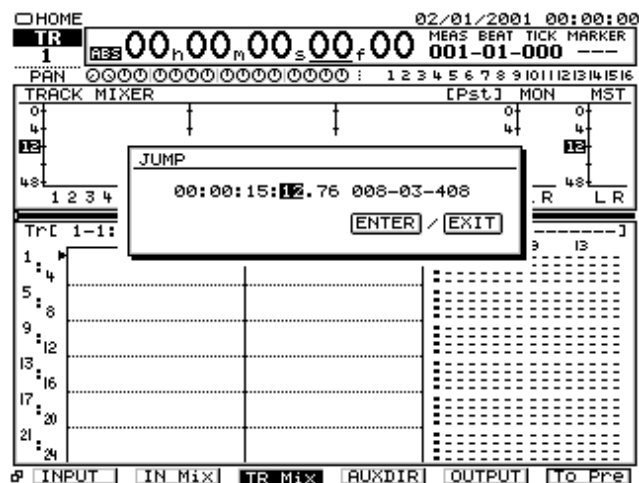 HOME 02/01/2001 00:00:00
TR 1 ABS 00h00m00s00f00 MEAS BEAT TICK MARKER
001-01-000 ---
PAN 1 2 3 4 5 6 7 8 9 10 11 12 13 14 15 16
TRACK MIXER [Pst] MON MST
0 0 0
4 4 4
12 12
48 48
1 2 3 4 R L R
JUMP
00:00:15:12.76 008-03-408
ENTER / EXIT
Tr[ 1-1: --------]
9 13
1:4
5:8
9:12
13:16
17:20
21:24
INPUT IN Mix TR Mix AUXDIR OUTPUT To Pre